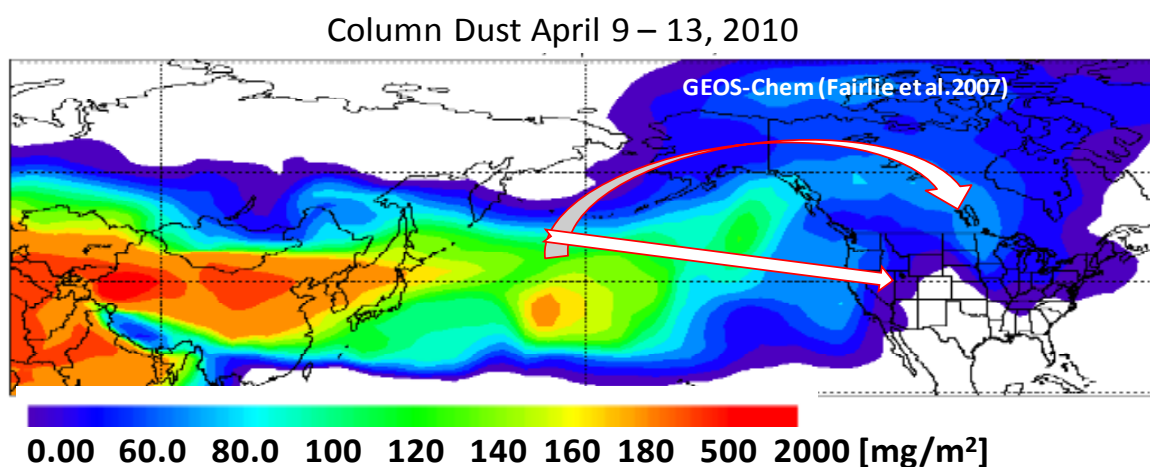 Column Dust April 9 – 13, 2010
GEOS-Chem (Fairlie et al.2007)
0.00 60.0 80.0 100 120 140 160 180 500 2000 [mg/m²]